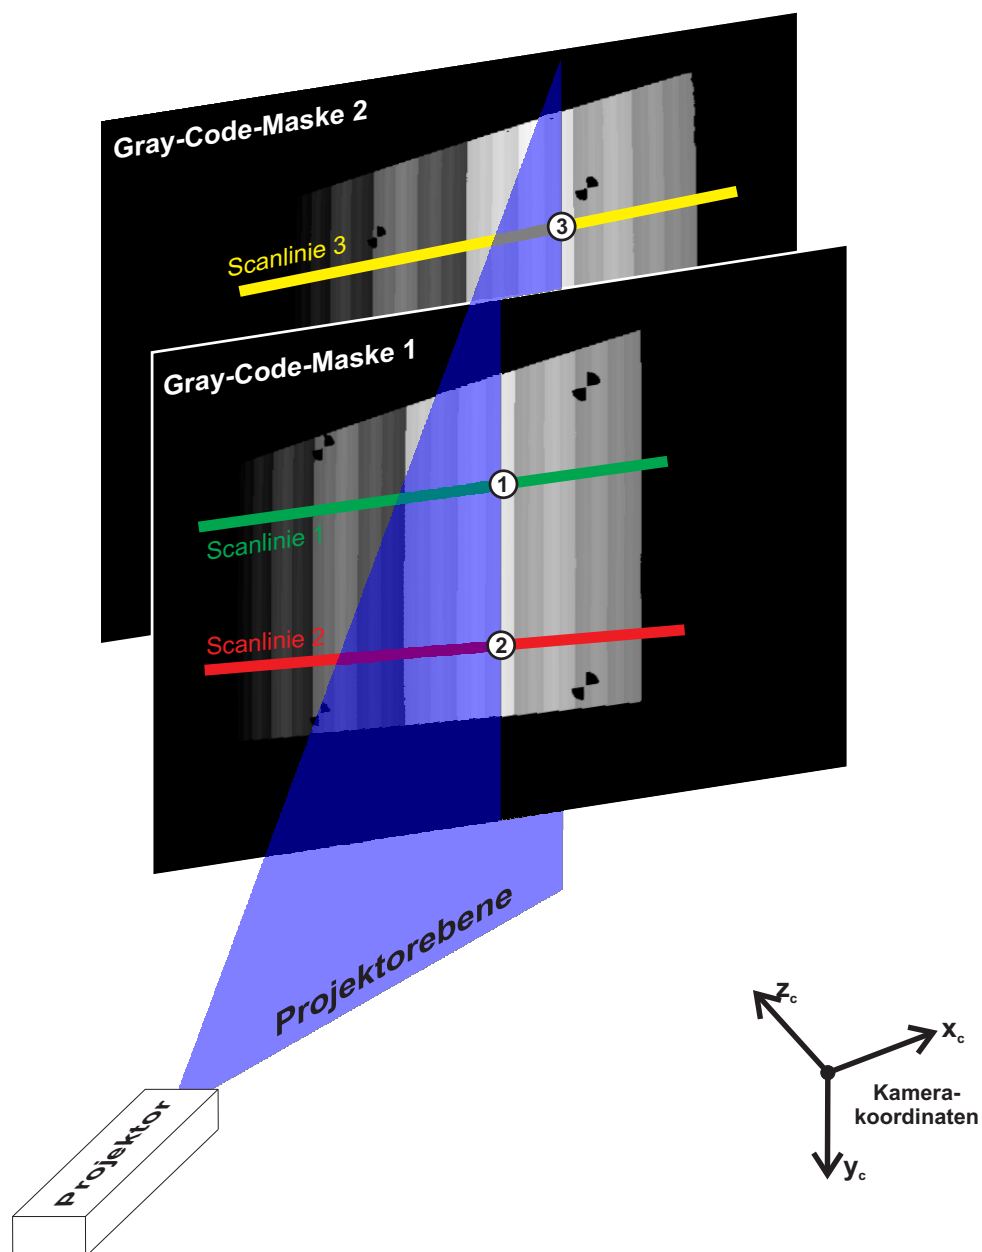 Gray-Code-Maske 2
Scanlinie 3
3
Gray-Code-Maske 1
1
Scanlinie 1
Scanlinie 2
2
Projektorebene
Projektor
zc
xc
Kamera-
koordinaten
yc